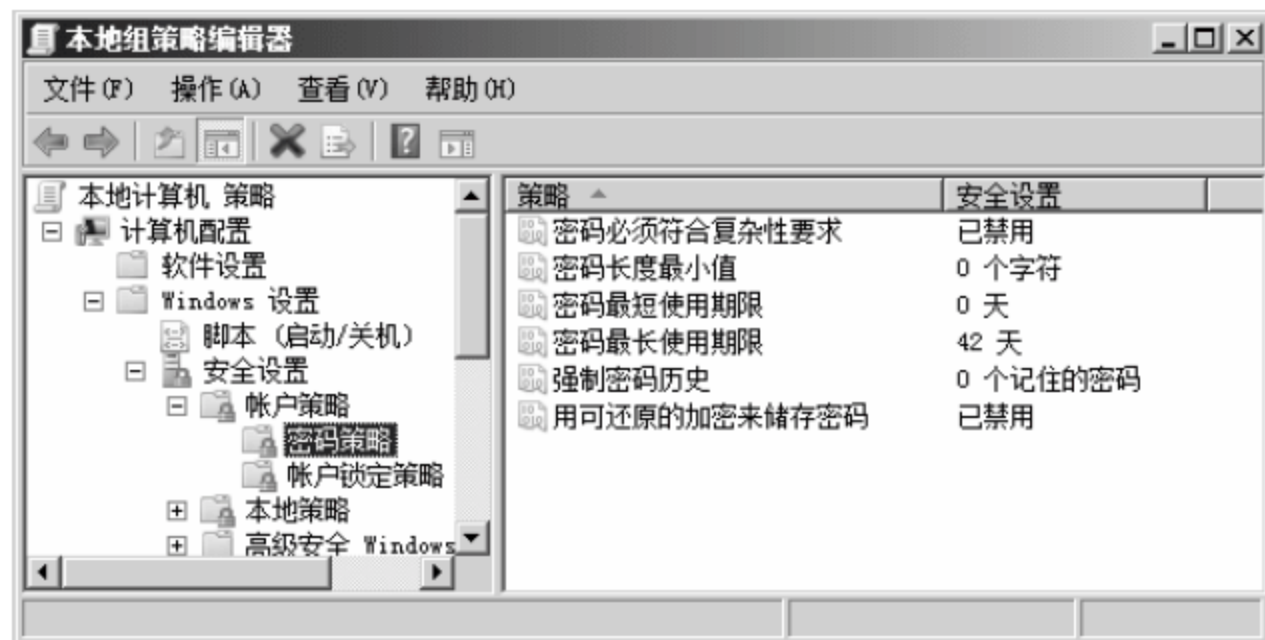 本地组策略编辑器
文件(F) 操作(A) 查看(V) 帮助(H)
本地计算机 策略
计算机配置
软件设置
Windows 设置
脚本 (启动/关机)
安全设置
帐户策略
密码策略
帐户锁定策略
本地策略
高级安全 Windows
策略 安全设置
密码必须符合复杂性要求 已禁用
密码长度最小值 0 个字符
密码最短使用期限 0 天
密码最长使用期限 42 天
强制密码历史 0 个记住的密码
用可还原的加密来储存密码 已禁用